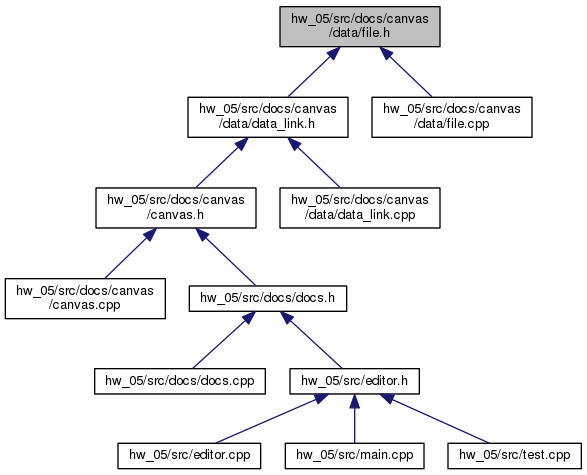 hw_05/src/docs/canvas
/data/file.h
hw_05/src/docs/canvas
/data/data_link.h
hw_05/src/docs/canvas
/data/file.cpp
hw_05/src/docs/canvas
/canvas.h
hw_05/src/docs/canvas
/data/data_link.cpp
hw_05/src/docs/canvas
/canvas.cpp
hw_05/src/docs/docs.h
hw_05/src/docs/docs.cpp
hw_05/src/editor.h
hw_05/src/editor.cpp
hw_05/src/main.cpp
hw_05/src/test.cpp